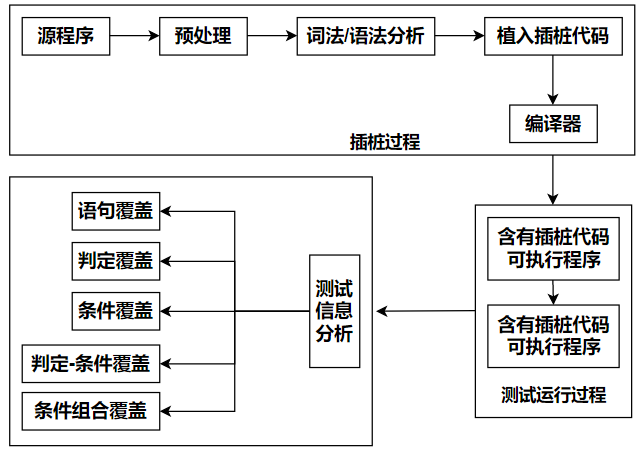 源程序
预处理
词法/语法分析
植入插桩代码
编译器
插桩过程
语句覆盖
判定覆盖
条件覆盖
判定-条件覆盖
条件组合覆盖
测试
信息
分析
含有插桩代码
可执行程序
含有插桩代码
可执行程序
测试运行过程